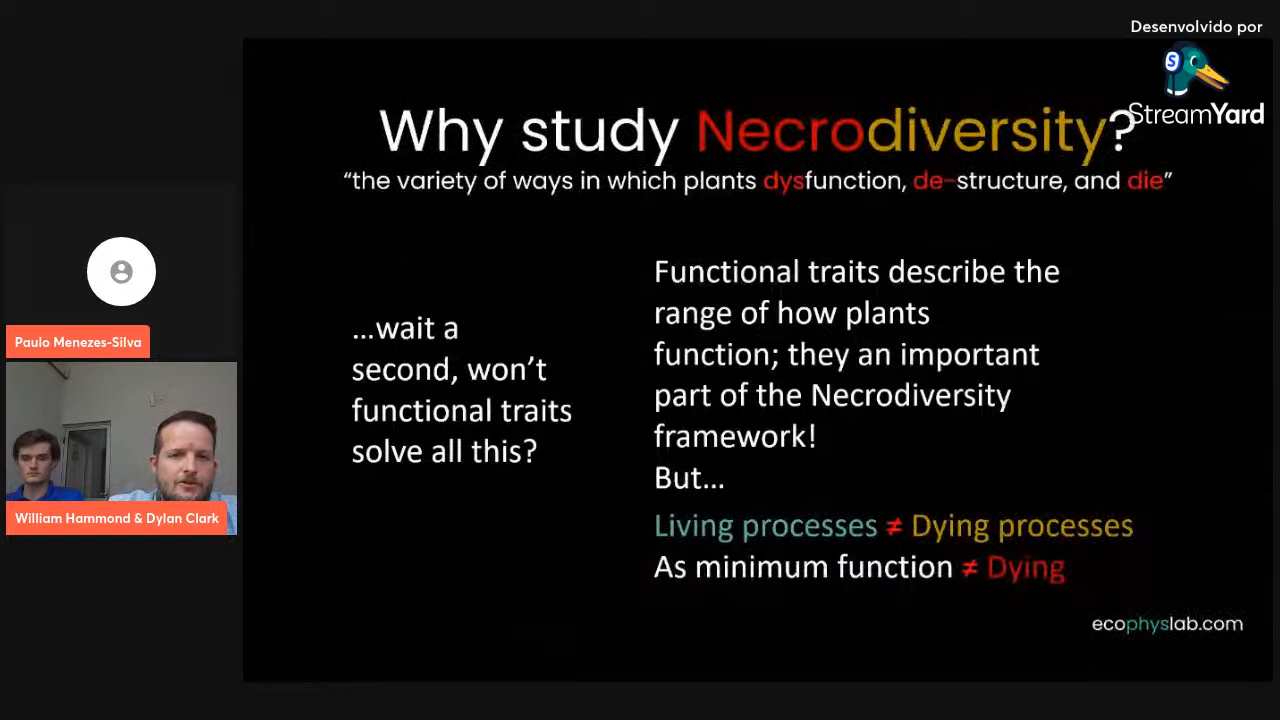 Desenvolvido por
StreamYard
Why study Necrodiversity?
“the variety of ways in which plants dysfunction, de-structure, and die”
...wait a
second, won’t
functional traits
solve all this?
Functional traits describe the
range of how plants
function; they an important
part of the Necrodiversity
framework!
But...
Living processes ≠ Dying processes
As minimum function ≠ Dying
ecophyslab.com
Paulo Menezes-Silva
William Hammond & Dylan Clark